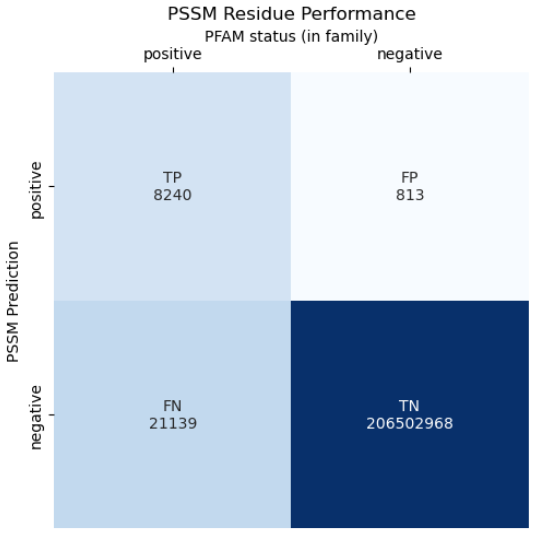 PSSM Residue Performance
PFAM status (in family)
positive
negative
PSSM Prediction
positive
TP
8240
FP
813
negative
FN
21139
TN
206502968